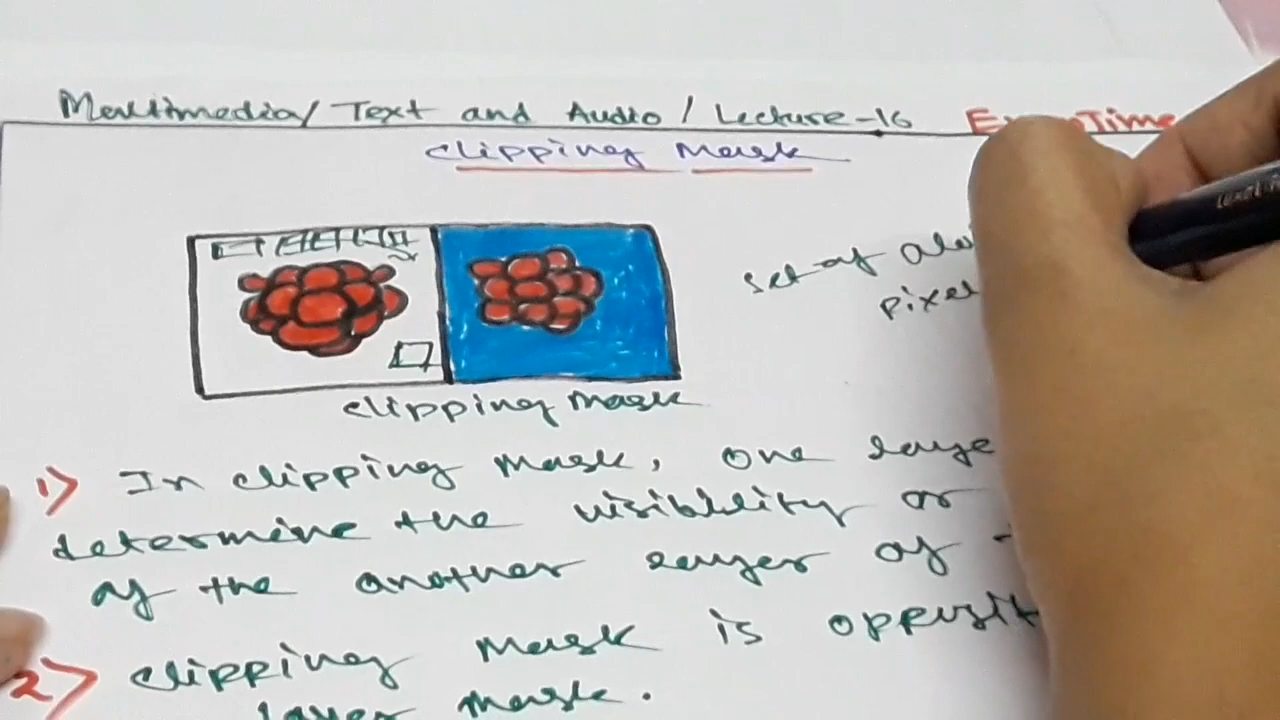 Multimedia/ Text and Audio / Lecture-16 Time
Clipping Mask
set of
pixel
Clipping Mask
1) In clipping Mask, one laye
determine the visibility or
of the another layer of
2) Clipping Mask is opposit
layer Mask.